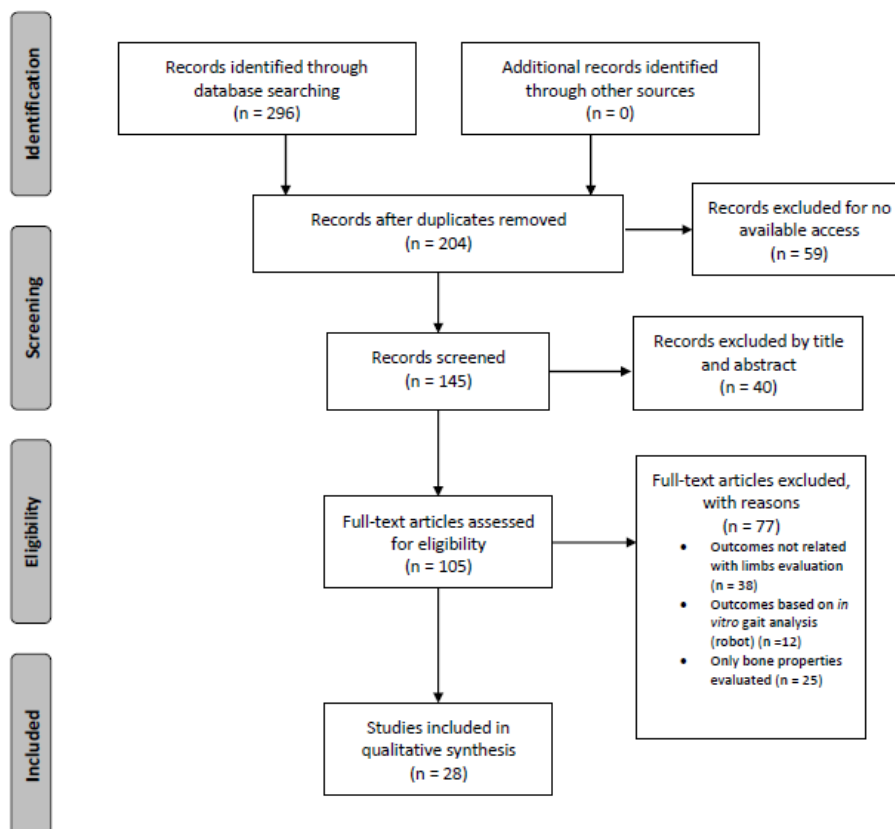 Identification
Records identified through
database searching
(n = 296)
Additional records identified
through other sources
(n = 0)
Records after duplicates removed
(n = 204)
Records excluded for no
available access
(n = 59)
Screening
Records screened
(n = 145)
Records excluded by title
and abstract
(n = 40)
Eligibility
Full-text articles assessed
for eligibility
(n = 105)
Full-text articles excluded,
with reasons
(n = 77)
• Outcomes not related
with limbs evaluation
(n = 38)
• Outcomes based on in
vitro gait analysis
(robot) (n =12)
• Only bone properties
evaluated (n = 25)
Included
Studies included in
qualitative synthesis
(n = 28)